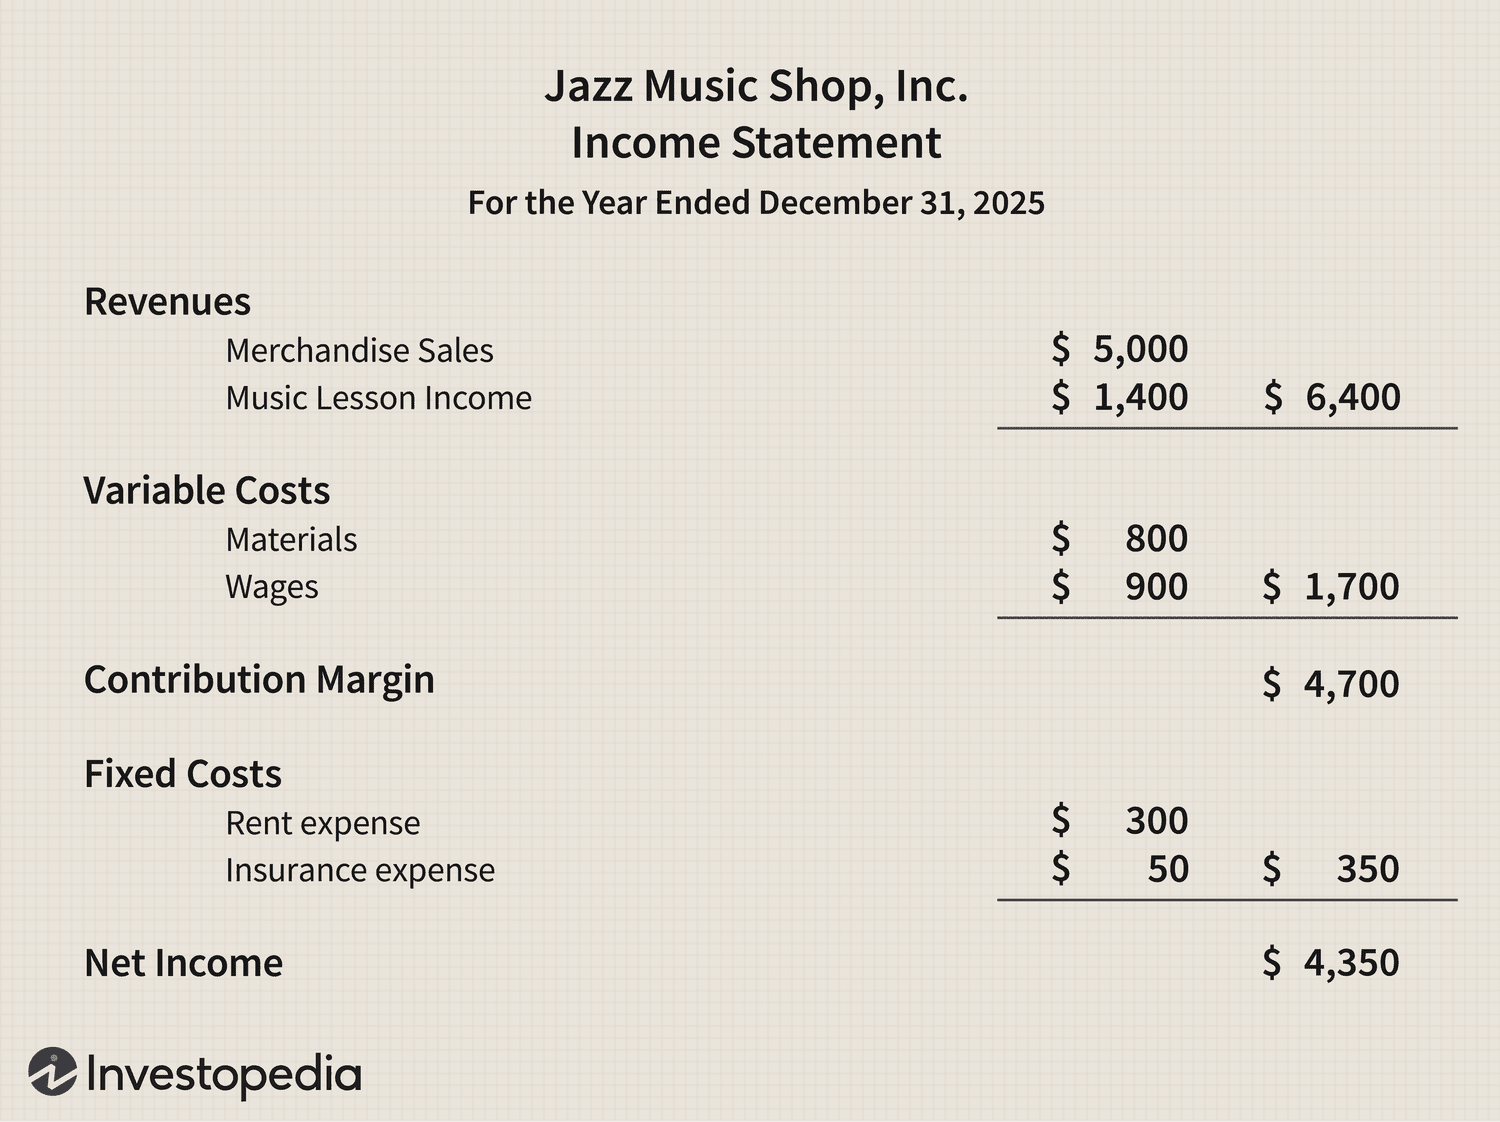 Jazz Music Shop, Inc.
Income Statement
For the Year Ended December 31, 2025
Revenues
Merchandise Sales $ 5,000
Music Lesson Income $ 1,400 $ 6,400
Variable Costs
Materials $ 800
Wages $ 900 $ 1,700
Contribution Margin $ 4,700
Fixed Costs
Rent expense $ 300
Insurance expense $ 50 $ 350
Net Income $ 4,350
Investopedia